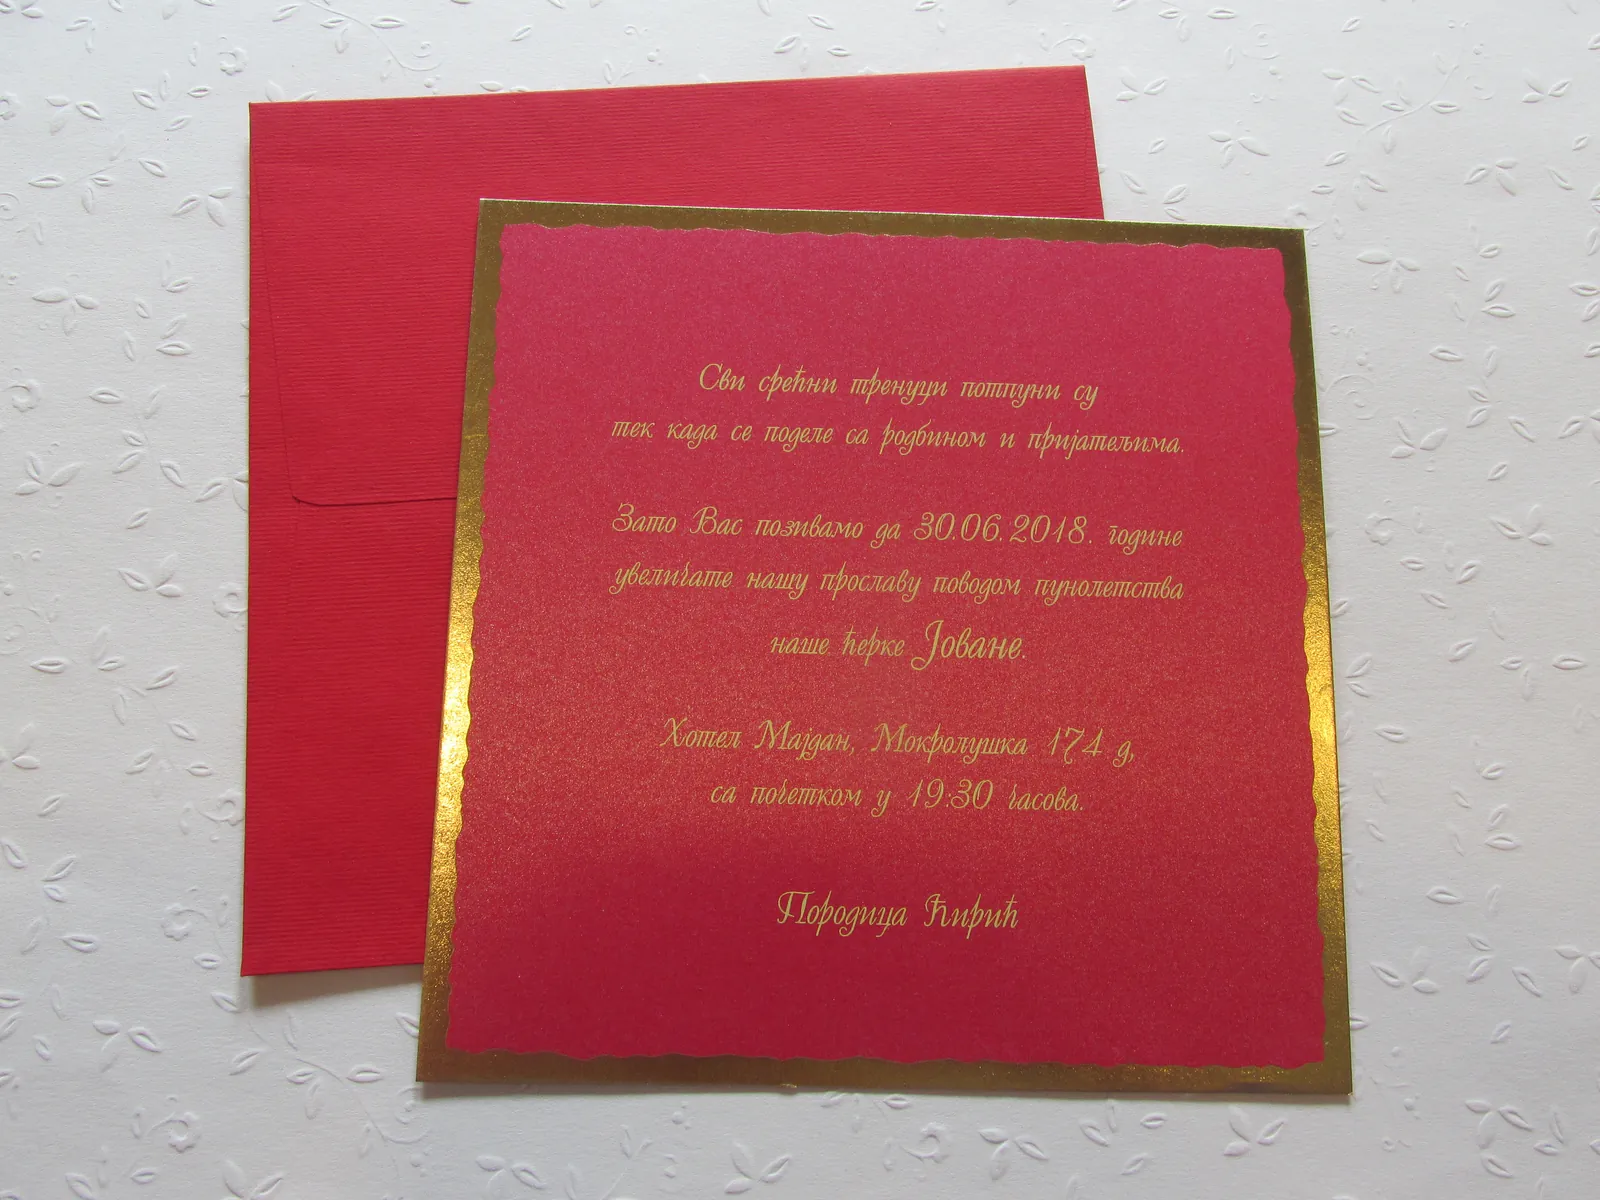 Сви срећни тренуци потпуни су
тек када се поделе са родбином и пријатељима.
Зато Вас позивамо да 30.06.2018. године
увеличате нашу прославу поводом пунолетства
наше ћерке Јоване.
Хотел Мајдан, Мокролушка 174 д,
са почетком у 19:30 часова.
Породица Ћирић